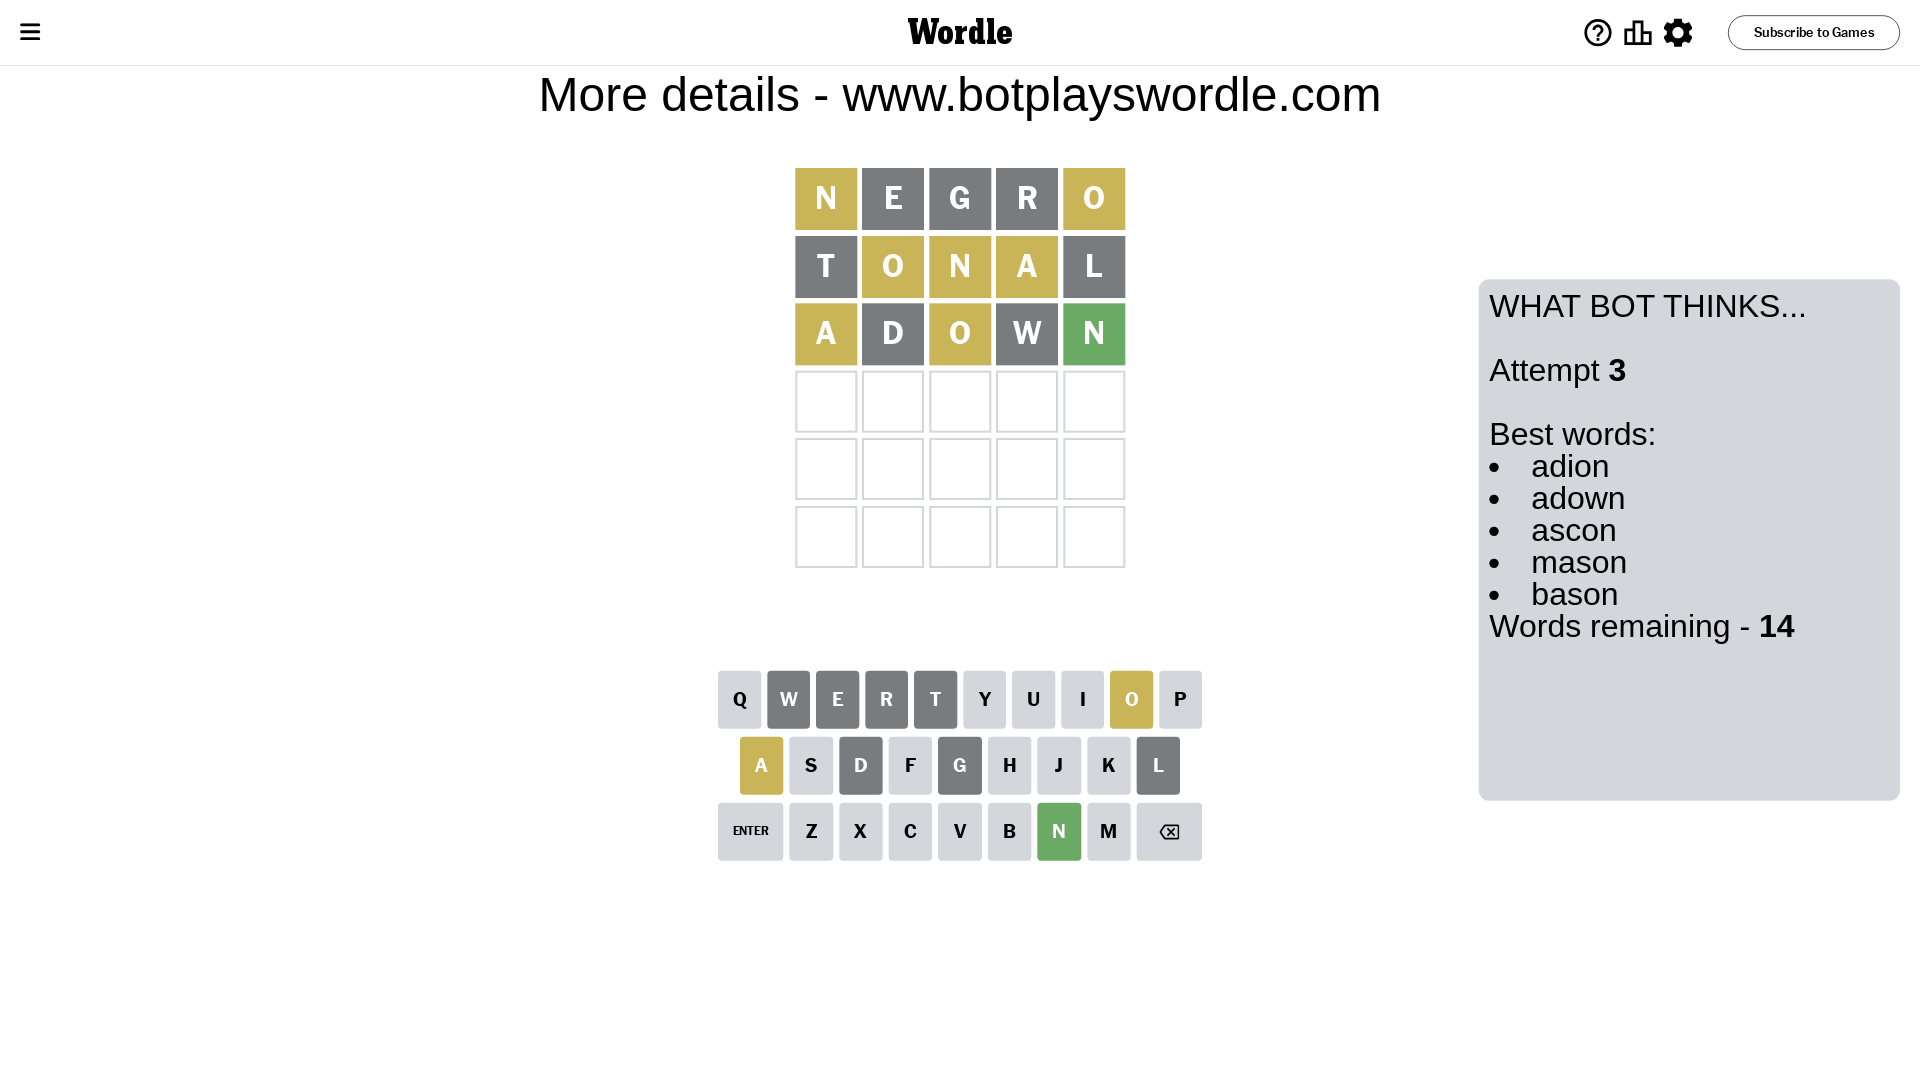 Wordle
Subscribe to Games
More details - www.botplayswordle.com
N E G R O
T O N A L
A D O W N
WHAT BOT THINKS...
Attempt 3
Best words:
• adion
• adown
• ascon
• mason
• bason
Words remaining - 14
Q W E R T Y U I O P
A S D F G H J K L
ENTER Z X C V B N M